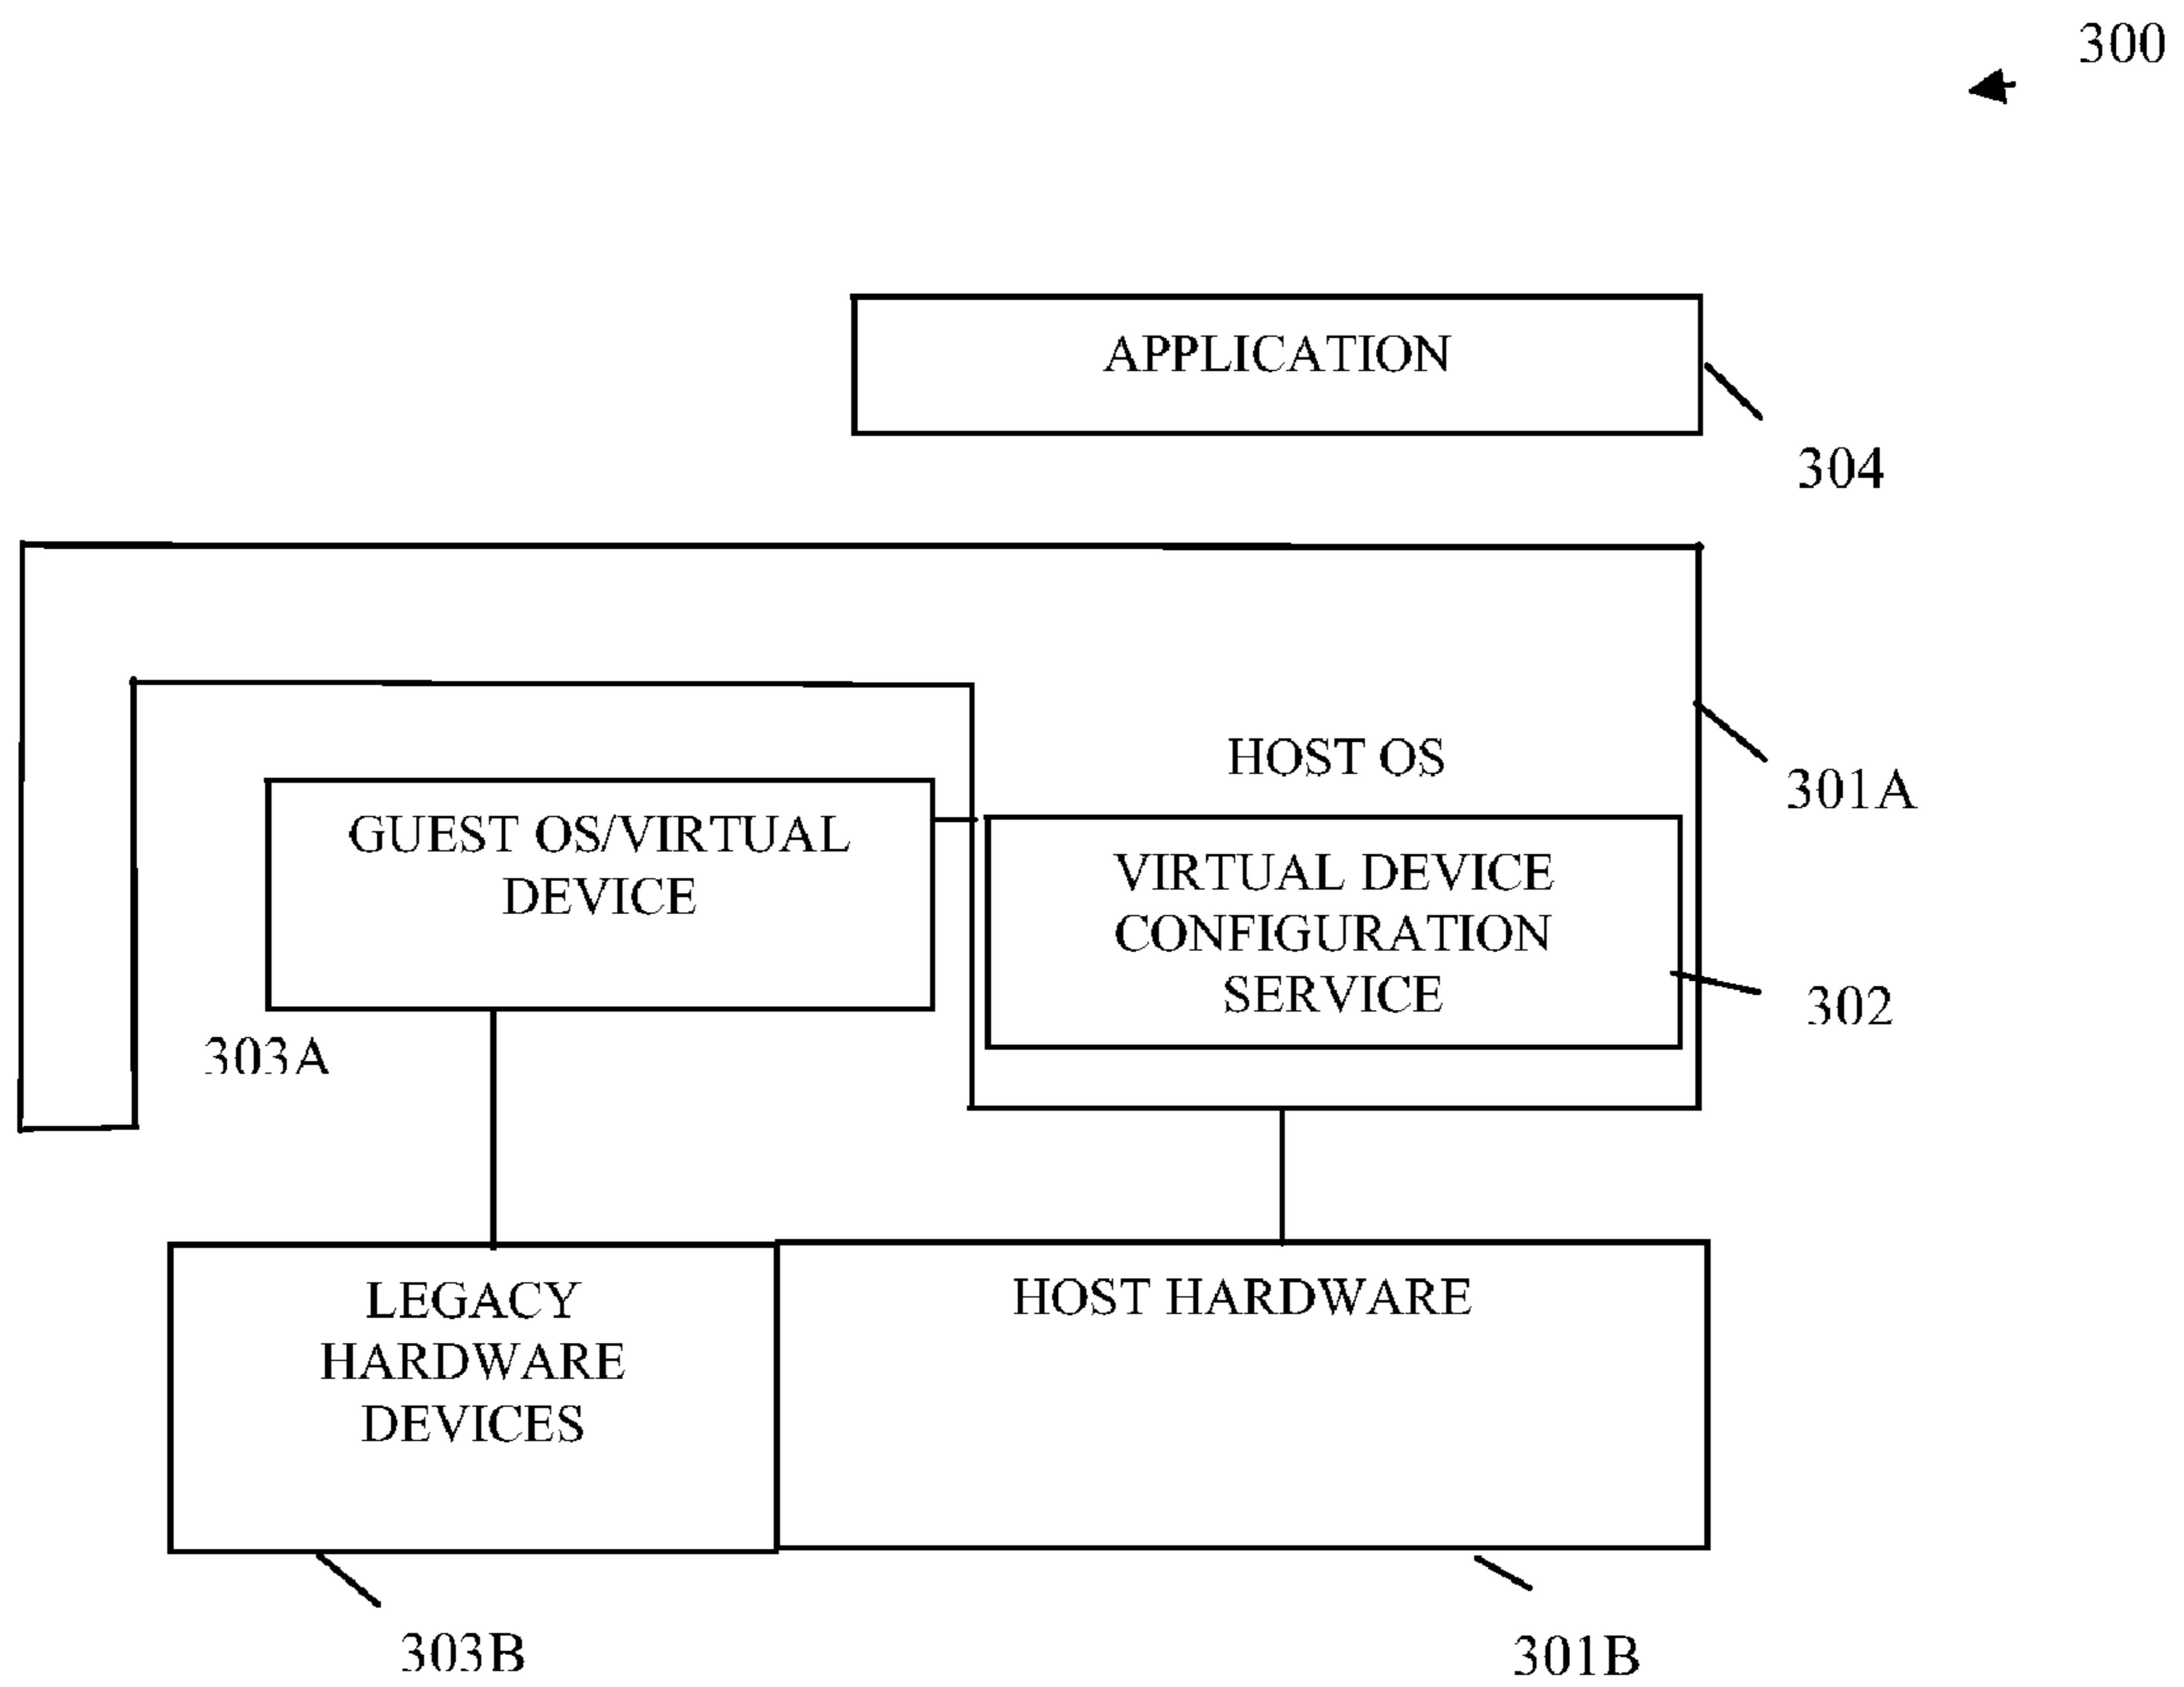 300
APPLICATION
304
HOST OS
301A
GUEST OS/VIRTUAL
DEVICE
VIRTUAL DEVICE
CONFIGURATION
SERVICE
302
303A
LEGACY
HARDWARE
DEVICES
HOST HARDWARE
303B
301B